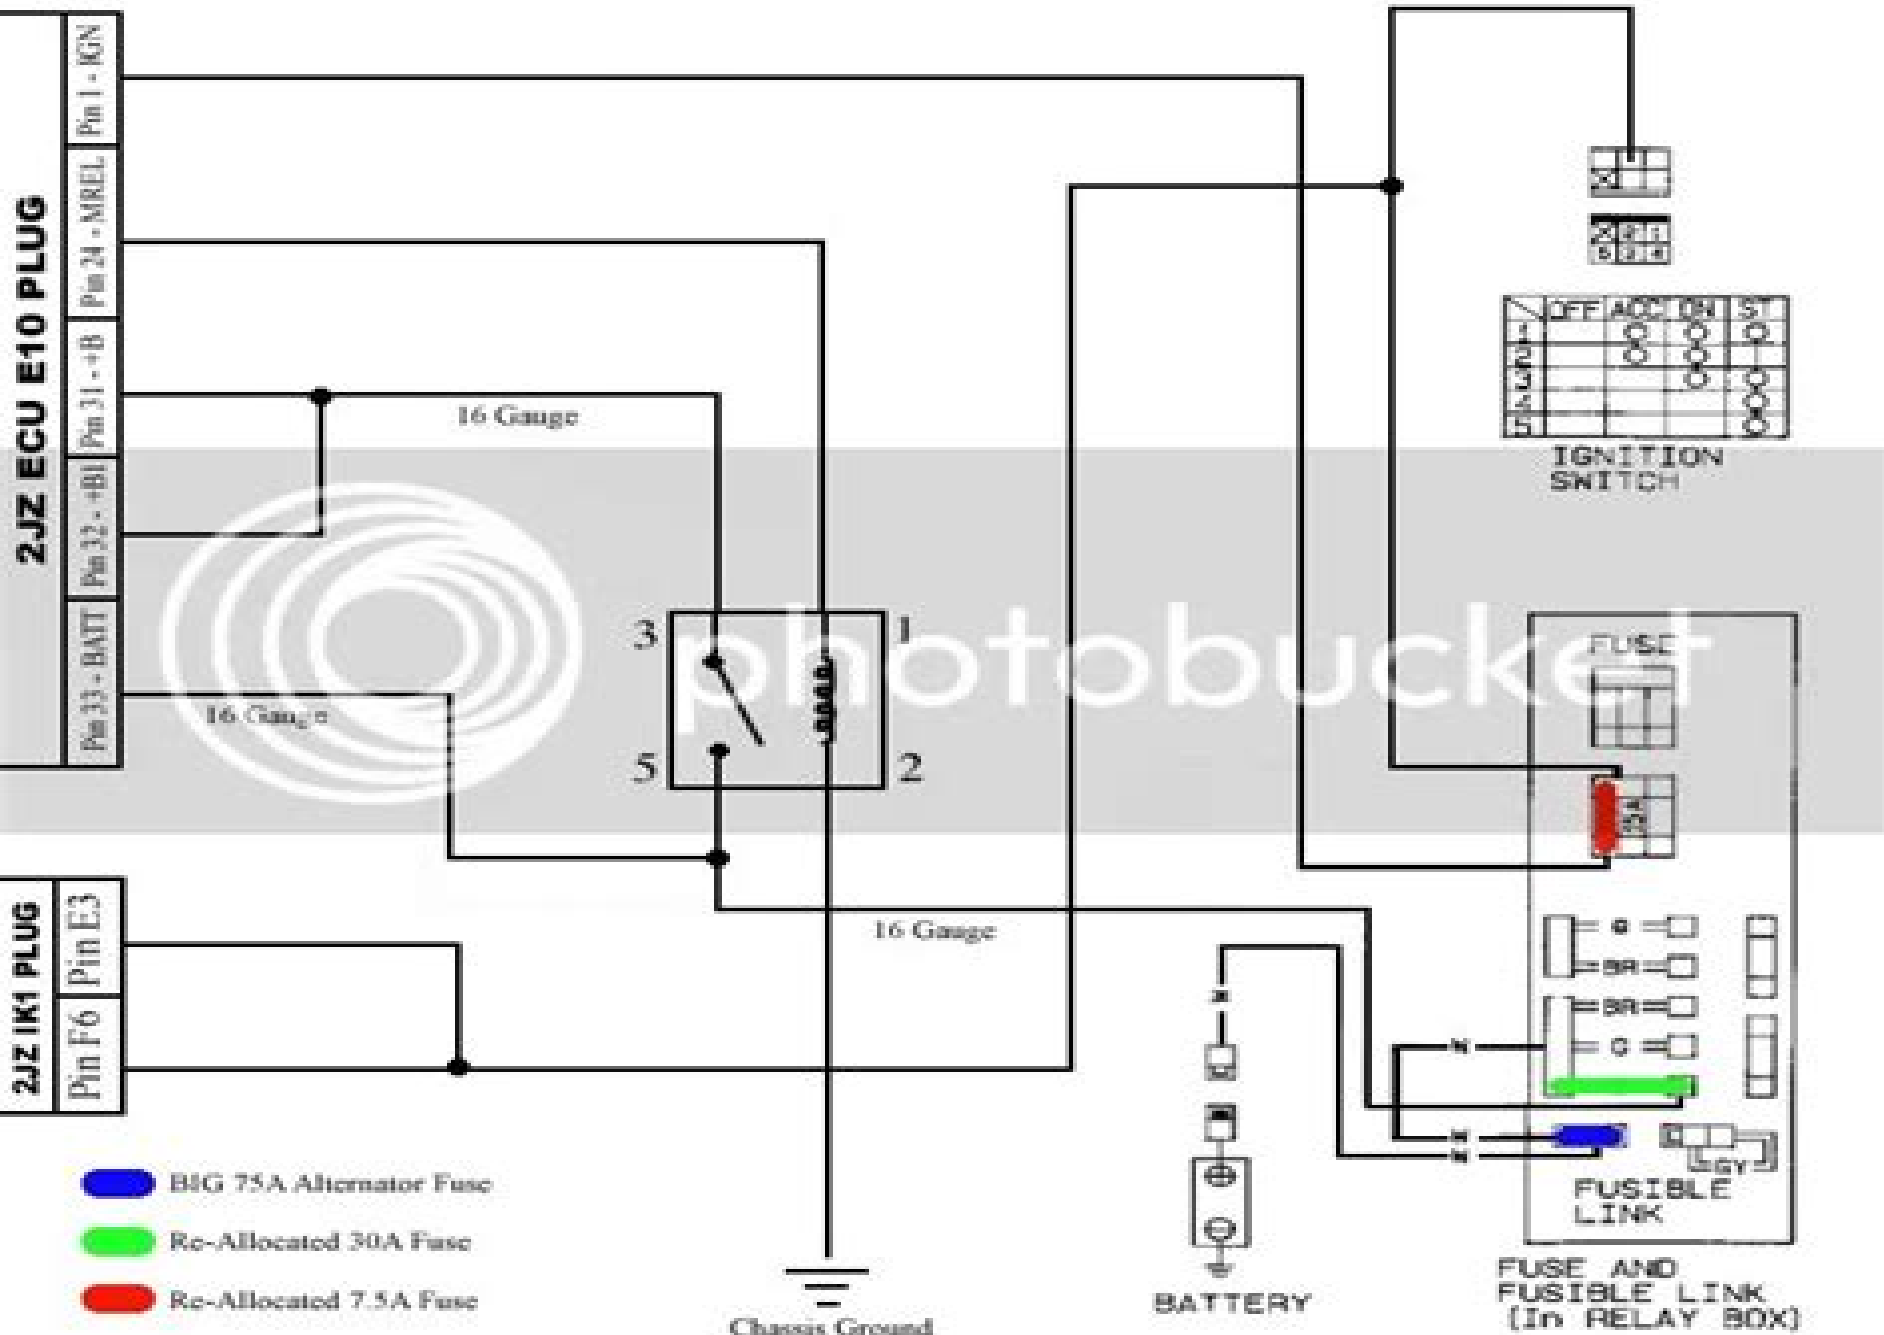 2JZ ECU E10 PLUG
Pin 1 - IGN
Pin 24 - MREL
Pin 31 - +B
Pin 32 - +B1
Pin 33 - BATT
16 Gauge
16 Gauge
3
1
5
2
photobucket
OFF ACC ON ST
IGNITION
SWITCH
FUSE
15A
2JZ IK1 PLUG
Pin E3
Pin F6
16 Gauge
G
BR
BR
G
GY
FUSIBLE
LINK
BIG 75A Alternator Fuse
Re-Allocated 30A Fuse
Re-Allocated 7.5A Fuse
Chassis Ground
BATTERY
FUSE AND
FUSIBLE LINK
(In RELAY BOX)